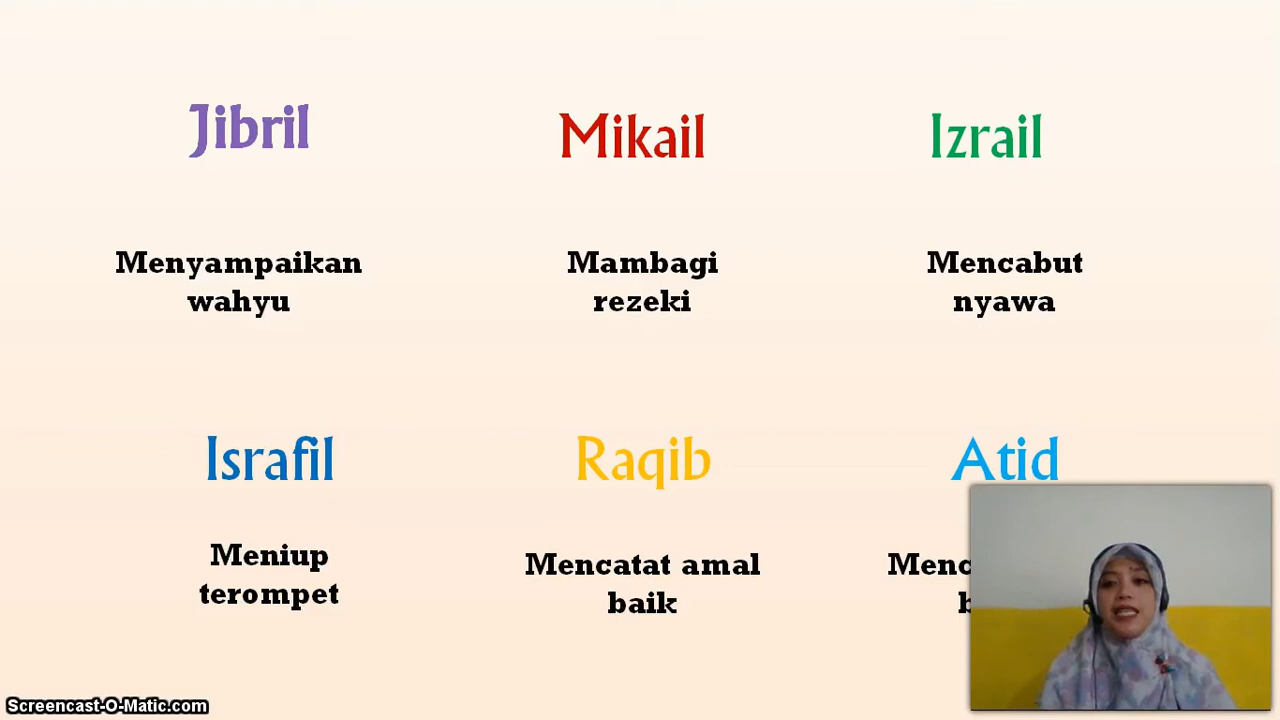 Jibril
Mikail
Izrail
Menyampaikan
wahyu
Mambagi
rezeki
Mencabut
nyawa
Israfil
Raqib
Atid
Meniup
terompet
Mencatat amal
baik
Screencast-O-Matic.com